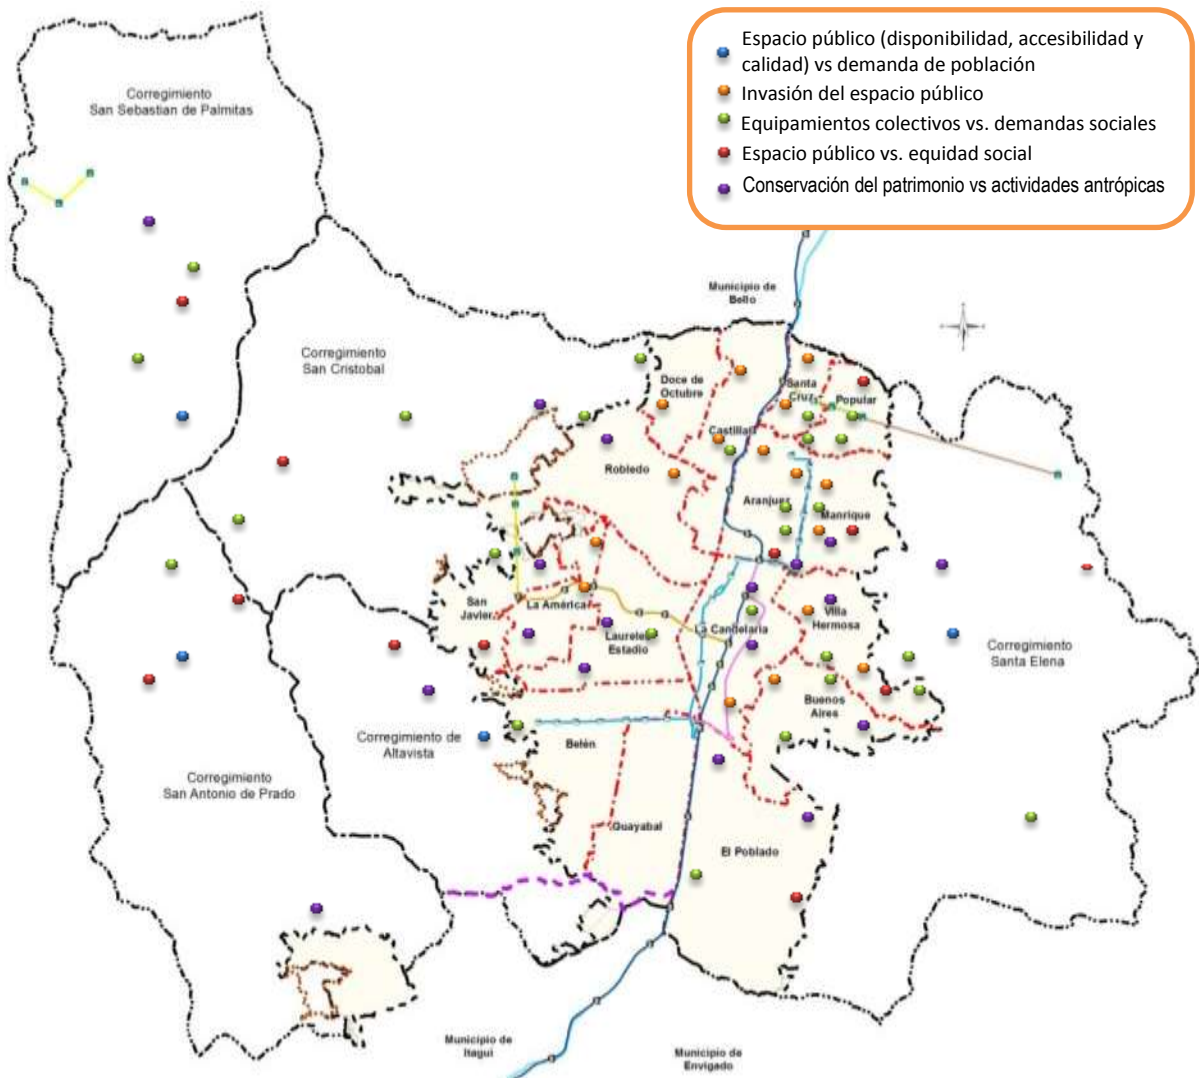 Espacio público (disponibilidad, accesibilidad y
calidad) vs demanda de población
Invasión del espacio público
Equipamientos colectivos vs. demandas sociales
Espacio público vs. equidad social
Conservación del patrimonio vs actividades antrópicas
Corregimiento
San Sebastian de Palmitas
Municipio de
Bello
Corregimiento
San Cristobal
Doce de
Octubre
Santa
Cruz
Popular
Castilla
Robledo
Aranjuez
Manrique
San
Javier
La América
Laureles
Estadio
La Candelaria
Villa
Hermosa
Corregimiento
Santa Elena
Buenos
Aires
Corregimiento de
Altavista
Belén
Corregimiento
San Antonio de Prado
Guayabal
El Poblado
Municipio de
Itagui
Municipio de
Envigado